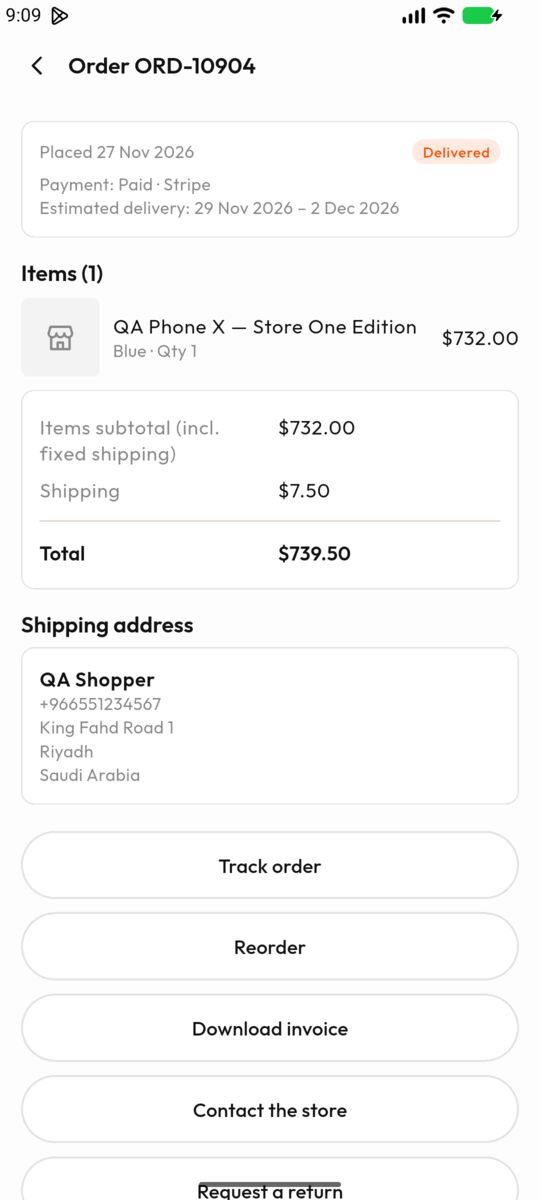 9:09
Order ORD-10904
Placed 27 Nov 2026
Delivered
Payment: Paid · Stripe
Estimated delivery: 29 Nov 2026 – 2 Dec 2026
Items (1)
QA Phone X — Store One Edition
$732.00
Blue · Qty 1
Items subtotal (incl. fixed shipping)
$732.00
Shipping
$7.50
Total
$739.50
Shipping address
QA Shopper
+966551234567
King Fahd Road 1
Riyadh
Saudi Arabia
Track order
Reorder
Download invoice
Contact the store
Request a return